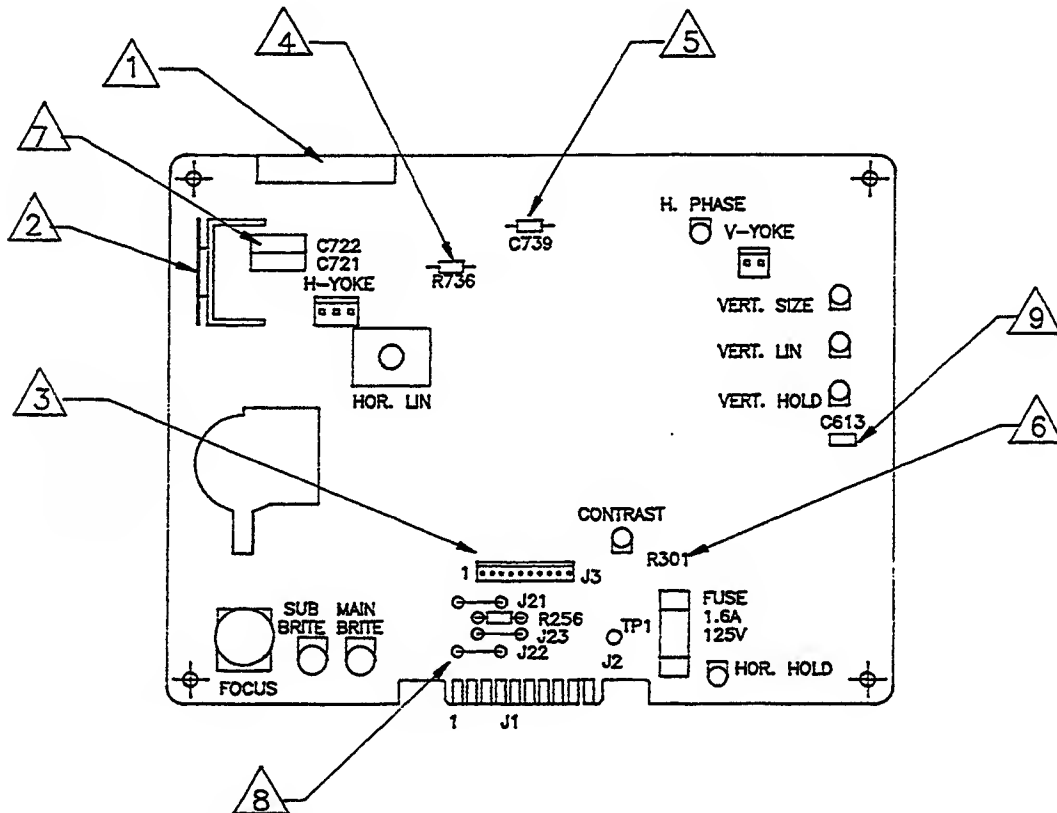 4
5
1
7
2
H. PHASE
C739
V-YOKE
C722
C721
R736
H-YOKE
VERT. SIZE
9
VERT. LIN
3
HOR. LIN
VERT. HOLD
C613
6
CONTRAST
R301
1
J3
J21
FUSE
1.6A
125V
SUB BRITE
MAIN BRITE
R256
TP1
J23
J22
J2
HOR. HOLD
FOCUS
1
J1
8